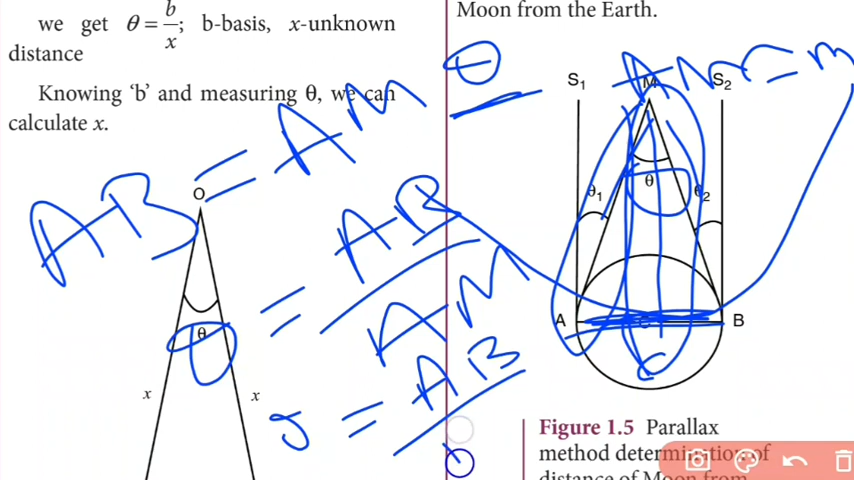 we get θ = b/x; b-basis, x-unknown
distance
Knowing ‘b’ and measuring θ, we can
calculate x.
O
θ
x
x
Moon from the Earth.
S1
M
S2
θ1
θ
θ2
A
B
Figure 1.5 Parallax
method determination of
distance of Moon from
AB = AM θ
= AB
AM
= AB
θ
C